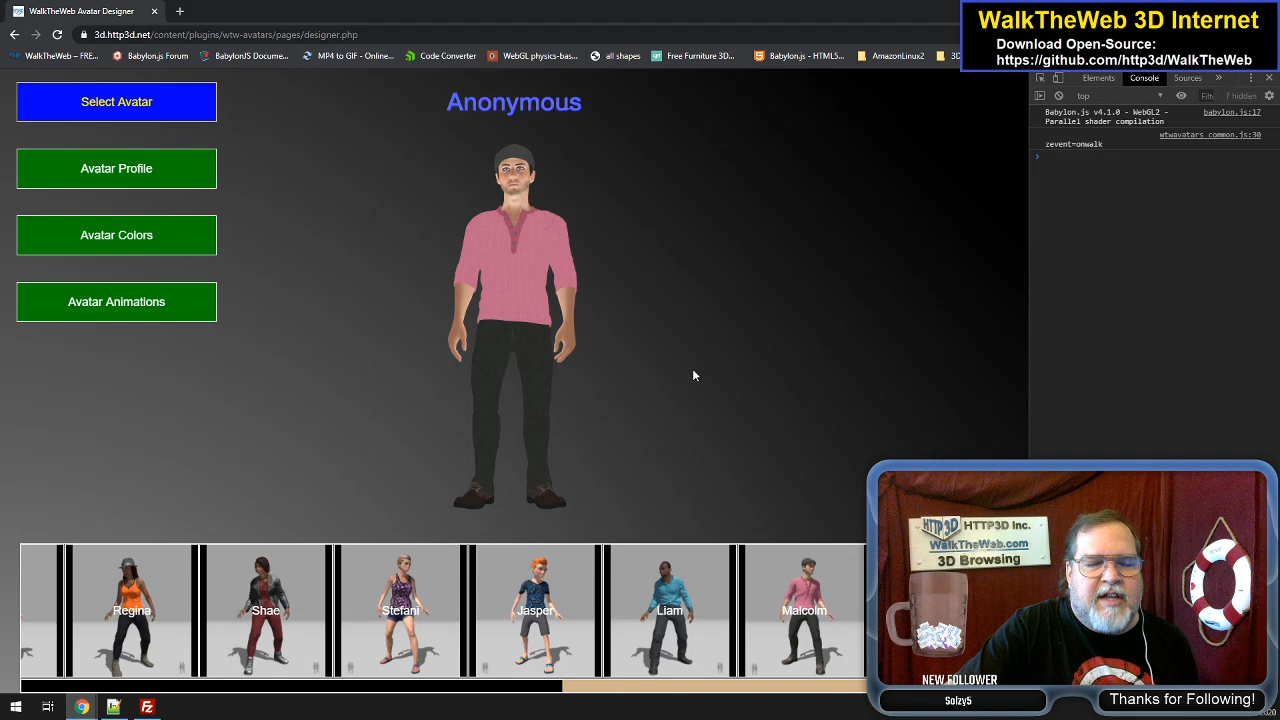 WalkTheWeb Avatar Designer
WalkTheWeb 3D Internet
Download Open-Source:
https://github.com/http3d/WalkTheWeb
3d.http3d.net/content/plugins/wtw-avatars/pages/designer.php
WalkTheWeb - FRE...
Babylon.js Forum
BabylonJS Docume...
MP4 to GIF - Online...
Code Converter
WebGL physics-bas...
all shapes
Free Furniture 3D...
Babylon.js - HTML5...
AmazonLinux2
Elements
Console
Sources
top
7 hidden
Babylon.js v4.1.0 - WebGL2 -
Parallel shader compilation
babylon.js:17
wtwavatars_common.js:30
zevent=onwalk
Select Avatar
Avatar Profile
Avatar Colors
Avatar Animations
Anonymous
Regina
Shae
Stefani
Jasper
Liam
Malcolm
HTTP3D HTTP3D Inc.
WalkTheWeb.com
3D Browsing
NEW FOLLOWER
Solzy5
Thanks for Following!